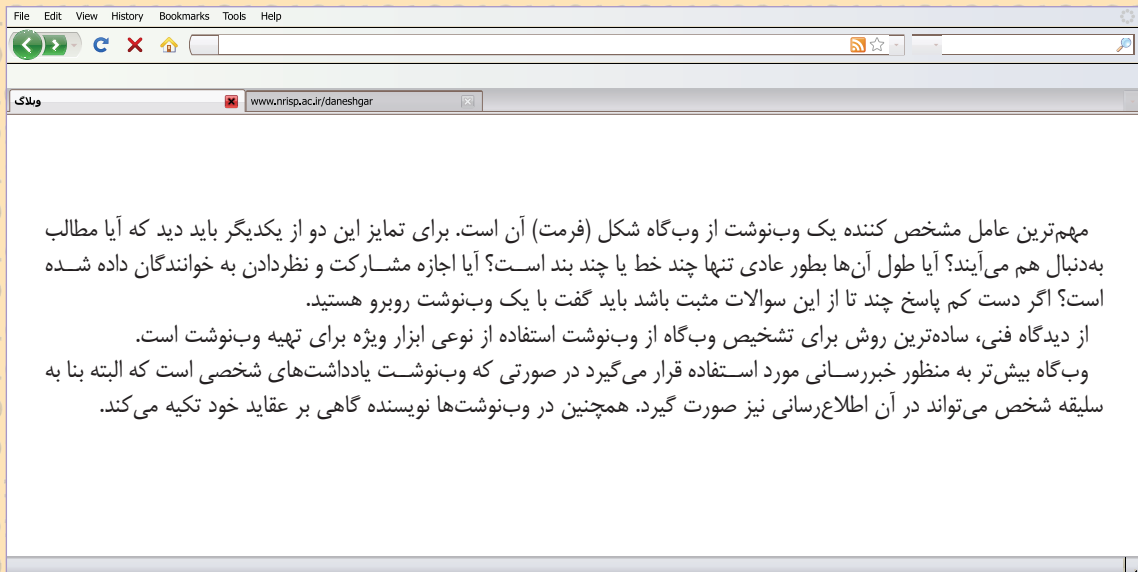 File Edit View History Bookmarks Tools Help
وبلاگ www.nrisp.ac.ir/daneshgar
مهم‌ترین عامل مشخص کننده یک وب‌نوشت از وب‌گاه شکل (فرمت) آن است. برای تمایز این دو از یکدیگر باید دید که آیا مطالب
به‌دنبال هم می‌آیند؟ آیا طول آن‌ها بطور عادی تنها چند خط یا چند بند اســت؟ آیا اجازه مشــارکت و نظردادن به خوانندگان داده شــده
است؟ اگر دست کم پاسخ چند تا از این سوالات مثبت باشد باید گفت با یک وب‌نوشت روبرو هستید.
از دیدگاه فنی، ساده‌ترین روش برای تشخیص وب‌گاه از وب‌نوشت استفاده از نوعی ابزار ویژه برای تهیه وب‌نوشت است.
وب‌گاه بیش‌تر به منظور خبررســانی مورد اســتفاده قرار می‌گیرد در صورتی که وب‌نوشــت یادداشت‌های شخصی است که البته بنا به
سلیقه شخص می‌تواند در آن اطلاع‌رسانی نیز صورت گیرد. همچنین در وب‌نوشت‌ها نویسنده گاهی بر عقاید خود تکیه می‌کند.